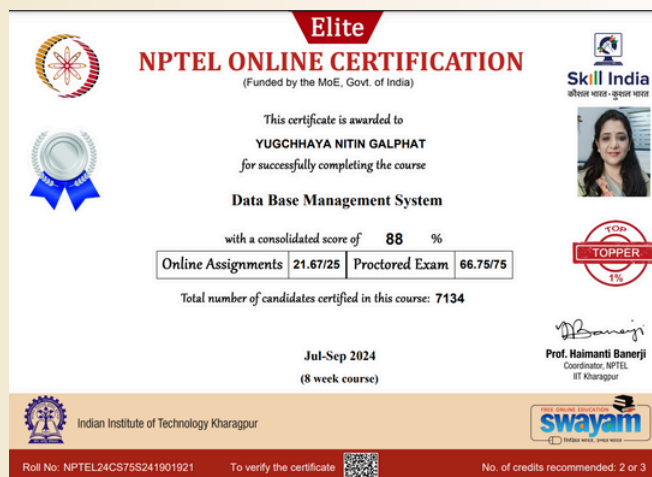 Elite
NPTEL ONLINE CERTIFICATION
(Funded by the MoE, Govt. of India)
Skill India
कौशल भारत - कुशल भारत
This certificate is awarded to
YUGCHHAYA NITIN GALPHAT
for successfully completing the course
Data Base Management System
with a consolidated score of 88 %
Online Assignments 21.67/25 Proctored Exam 66.75/75
TOP
TOPPER
1%
Total number of candidates certified in this course: 7134
Jul-Sep 2024
(8 week course)
Prof. Haimanti Banerji
Coordinator, NPTEL
IIT Kharagpur
Indian Institute of Technology Kharagpur
FREE ONLINE EDUCATION
swayam
शिक्षित भारत, उन्नत भारत
Roll No: NPTEL24CS75S241901921 To verify the certificate No. of credits recommended: 2 or 3